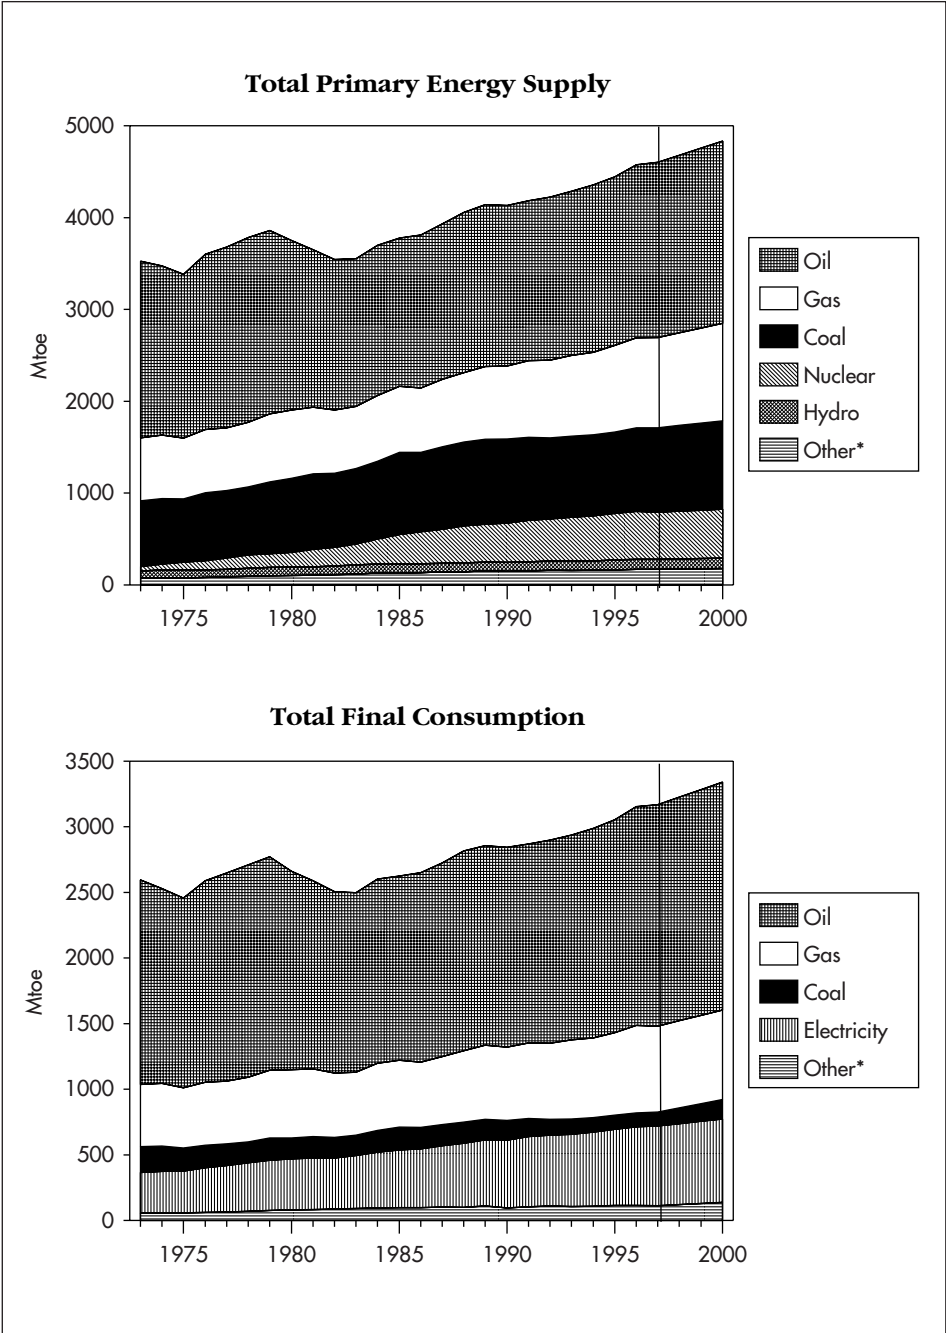 Total Primary Energy Supply
5000
4000
3000
2000
1000
0
Mtoe
1975 1980 1985 1990 1995 2000
Oil
Gas
Coal
Nuclear
Hydro
Other*
Total Final Consumption
3500
3000
2500
2000
1500
1000
500
0
Mtoe
1975 1980 1985 1990 1995 2000
Oil
Gas
Coal
Electricity
Other*